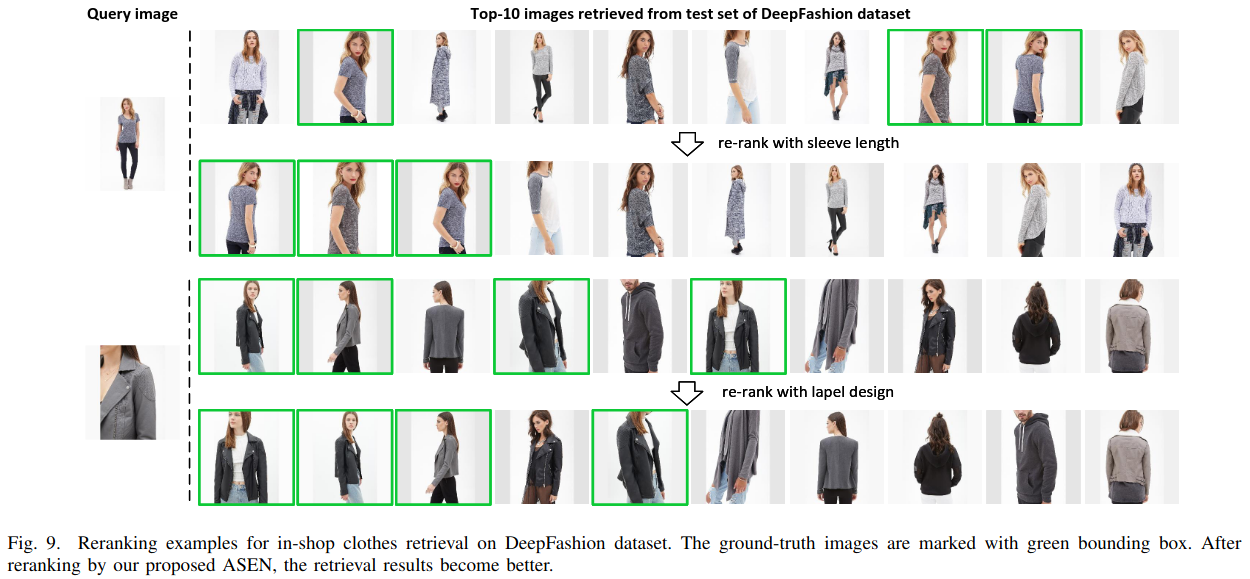 Query image
Top-10 images retrieved from test set of DeepFashion dataset
re-rank with sleeve length
re-rank with lapel design
Fig. 9. Reranking examples for in-shop clothes retrieval on DeepFashion dataset. The ground-truth images are marked with green bounding box. After
reranking by our proposed ASEN, the retrieval results become better.